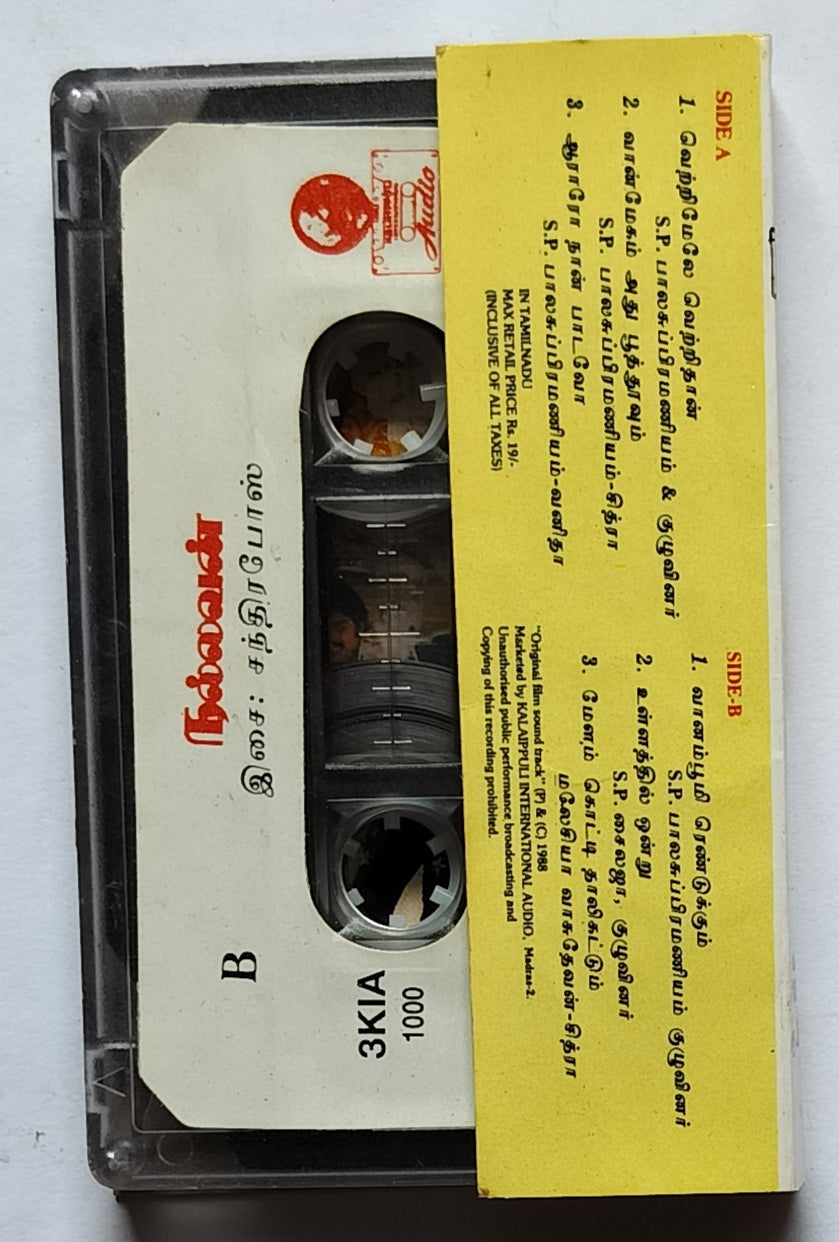 SIDE A
1. வெற்றிமேலே வெற்றிதான்
S.P. பாலசுப்பிரமணியம் & குழுவினர்
2. வான்மேகம் அது பூத்தூவும்
S.P. பாலசுப்பிரமணியம்-சித்ரா
3. ஆராரோ நான் பாடவோ
S.P. பாலசுப்பிரமணியம்-வனிதா
IN TAMILNADU
MAX RETAIL PRICE Rs. 19/-
(INCLUSIVE OF ALL TAXES)
SIDE-B
1. வானம்பூமி ரெண்டுக்கும்
S.P. பாலசுப்பிரமணியம் குழுவினர்
2. உள்ளத்தில் ஒன்று
S.P. சைலஜா, குழுவினர்
3. மேளம் கொட்டி தாலிகட்டும்
மலேசியா வாசுதேவன்-சித்ரா
"Original film sound track" (P) & (C) 1988
Marketed by KALAIPPULI INTERNATIONAL AUDIO, Madras-2.
Unauthorised public performance broadcasting and
Copying of this recording prohibited.
Audio
நல்லவன்
இசை: சந்திரபோஸ்
B
3KIA
1000